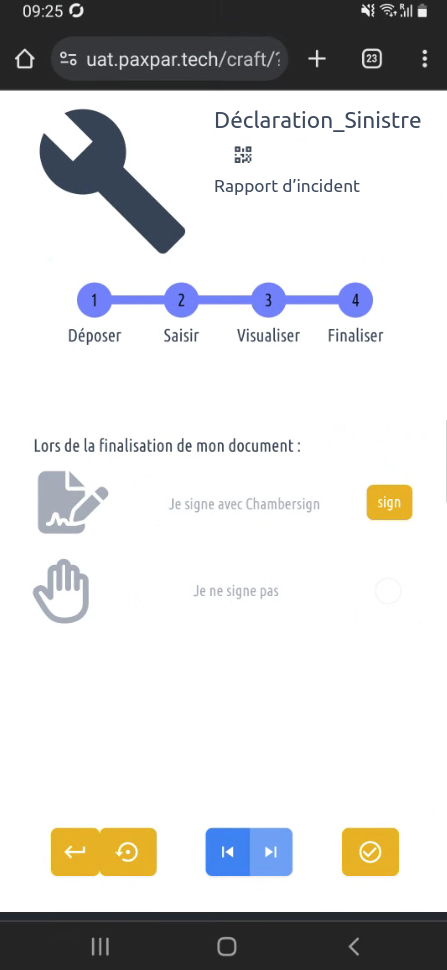 09:25
23
uat.paxpar.tech/craft/?
Déclaration_Sinistre
Rapport d’incident
1 2 3 4
Déposer Saisir Visualiser Finaliser
Lors de la finalisation de mon document :
Je signe avec Chambersign
sign
Je ne signe pas